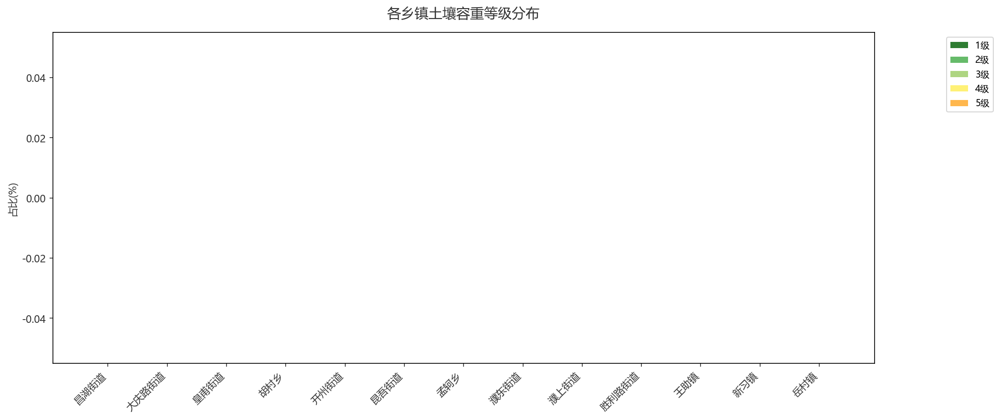 各乡镇土壤容重等级分布
1级
2级
3级
4级
5级
占比(%)
0.04
0.02
0.00
-0.02
-0.04
昌湖街道
大庆路街道
皇甫街道
胡村乡
开州街道
昆吾街道
孟轲乡
濮东街道
濮上街道
胜利路街道
王助镇
新习镇
岳村镇